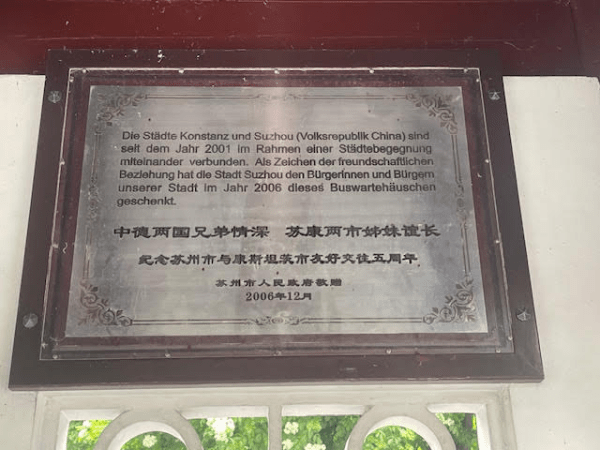 Die Städte Konstanz und Suzhou (Volksrepublik China) sind
seit dem Jahr 2001 im Rahmen einer Städtebegegnung
miteinander verbunden. Als Zeichen der freundschaftlichen
Beziehung hat die Stadt Suzhou den Bürgerinnen und Bürgern
unserer Stadt im Jahr 2006 dieses Buswartehäuschen
geschenkt.
中德两国兄弟情深 苏康两市姊妹谊长
纪念苏州市与康斯坦茨市友好交往五周年
苏州市人民政府敬赠
2006年12月